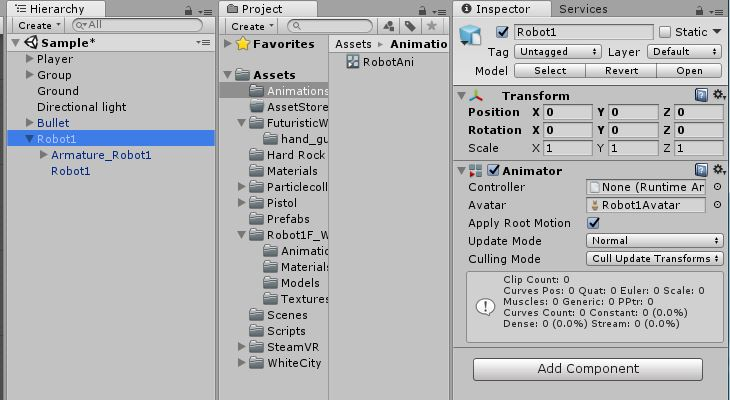 Hierarchy
Create
All
Sample*
Player
Group
Ground
Directional light
Bullet
Robot1
Armature_Robot1
Robot1
Project
Create
Favorites
Assets
Animations
AssetStore
FuturisticW
hand_gu
Hard Rock
Materials
Particlecoll
Pistol
Prefabs
Robot1F_W
Animatic
Materials
Models
Textures
Scenes
Scripts
SteamVR
WhiteCity
Assets Animatio
RobotAni
Inspector Services
Robot1 Static
Tag Untagged Layer Default
Model Select Revert Open
Transform
Position X 0 Y 0 Z 0
Rotation X 0 Y 0 Z 0
Scale X 1 Y 1 Z 1
Animator
Controller None (Runtime Ar
Avatar Robot1Avatar
Apply Root Motion
Update Mode Normal
Culling Mode Cull Update Transforms
Clip Count: 0
Curves Pos: 0 Quat: 0 Euler: 0 Scale: 0
Muscles: 0 Generic: 0 PPtr: 0
Curves Count: 0 Constant: 0 (0.0%)
Dense: 0 (0.0%) Stream: 0 (0.0%)
Add Component